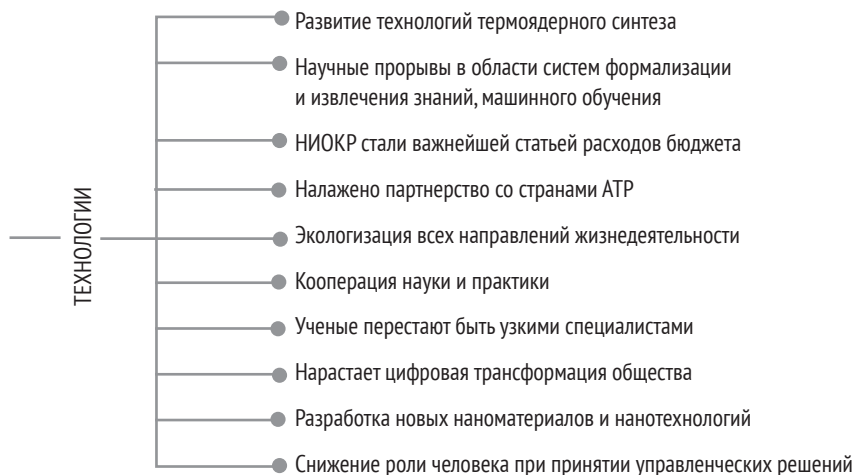 ТЕХНОЛОГИИ
Развитие технологий термоядерного синтеза
Научные прорывы в области систем формализации
и извлечения знаний, машинного обучения
НИОКР стали важнейшей статьей расходов бюджета
Налажено партнерство со странами АТР
Экологизация всех направлений жизнедеятельности
Кооперация науки и практики
Ученые перестают быть узкими специалистами
Нарастает цифровая трансформация общества
Разработка новых наноматериалов и нанотехнологий
Снижение роли человека при принятии управленческих решений